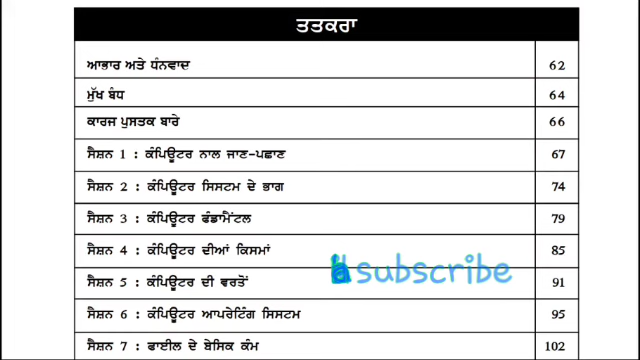 ਤਤਕਰਾ
ਆਭਾਰ ਅਤੇ ਧੰਨਵਾਦ 62
ਮੁੱਖ ਬੰਧ 64
ਕਾਰਜ ਪੁਸਤਕ ਬਾਰੇ 66
ਸੈਸ਼ਨ 1 : ਕੰਪਿਊਟਰ ਨਾਲ ਜਾਣ-ਪਛਾਣ 67
ਸੈਸ਼ਨ 2 : ਕੰਪਿਊਟਰ ਸਿਸਟਮ ਦੇ ਭਾਗ 74
ਸੈਸ਼ਨ 3 : ਕੰਪਿਊਟਰ ਫੰਡਾਮੈਂਟਲ 79
ਸੈਸ਼ਨ 4 : ਕੰਪਿਊਟਰ ਦੀਆਂ ਕਿਸਮਾਂ 85
subscribe
ਸੈਸ਼ਨ 5 : ਕੰਪਿਊਟਰ ਦੀ ਵਰਤੋਂ 91
ਸੈਸ਼ਨ 6 : ਕੰਪਿਊਟਰ ਆਪਰੇਟਿੰਗ ਸਿਸਟਮ 95
ਸੈਸ਼ਨ 7 : ਫਾਈਲ ਦੇ ਬੇਸਿਕ ਕੰਮ 102